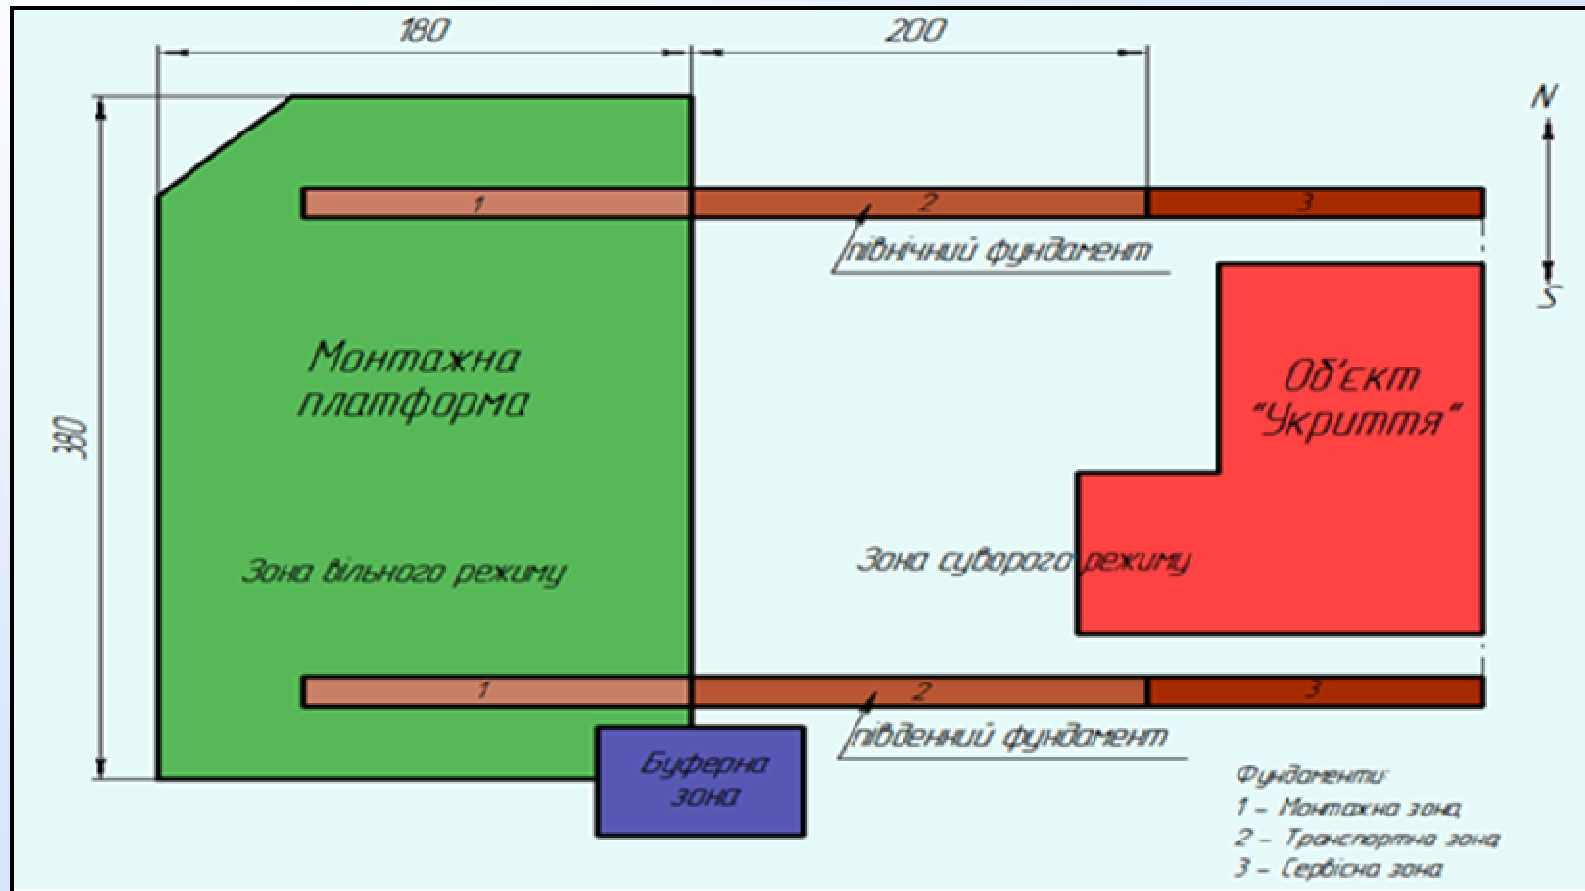 180
200
N
1
2
3
північний фундамент
S
Монтажна
платформа
Об'єкт
"Укриття"
380
Зона вільного режиму
Зона суворого режиму
1
2
3
південний фундамент
Буферна
зона
Фундаменти:
1 - Монтажна зона
2 - Транспортна зона
3 - Сервісна зона